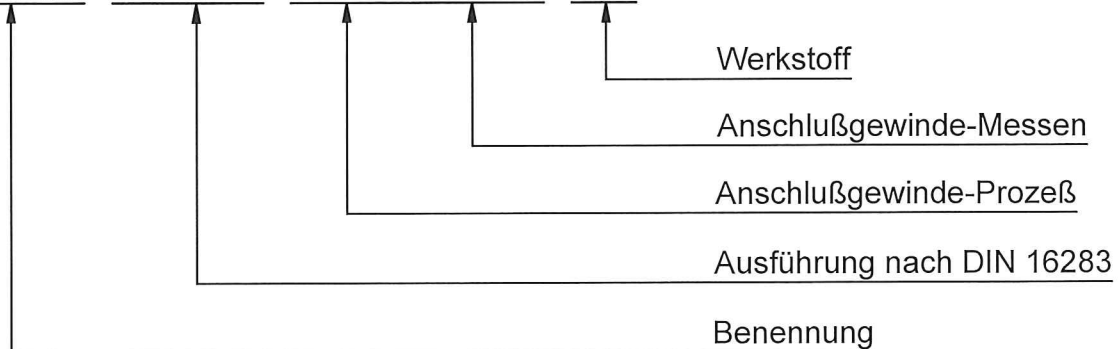 Werkstoff
Anschlußgewinde-Messen
Anschlußgewinde-Prozeß
Ausführung nach DIN 16283
Benennung